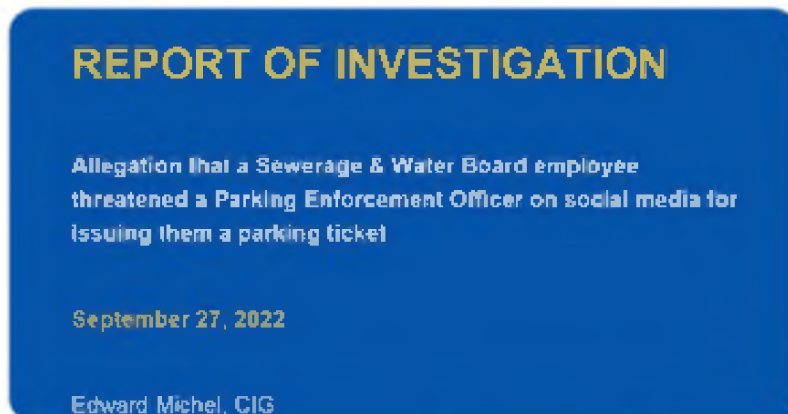 REPORT OF INVESTIGATION
Allegation that a Sewerage & Water Board employee
threatened a Parking Enforcement Officer on social media for
issuing them a parking ticket
September 27, 2022
Edward Michel, CIG